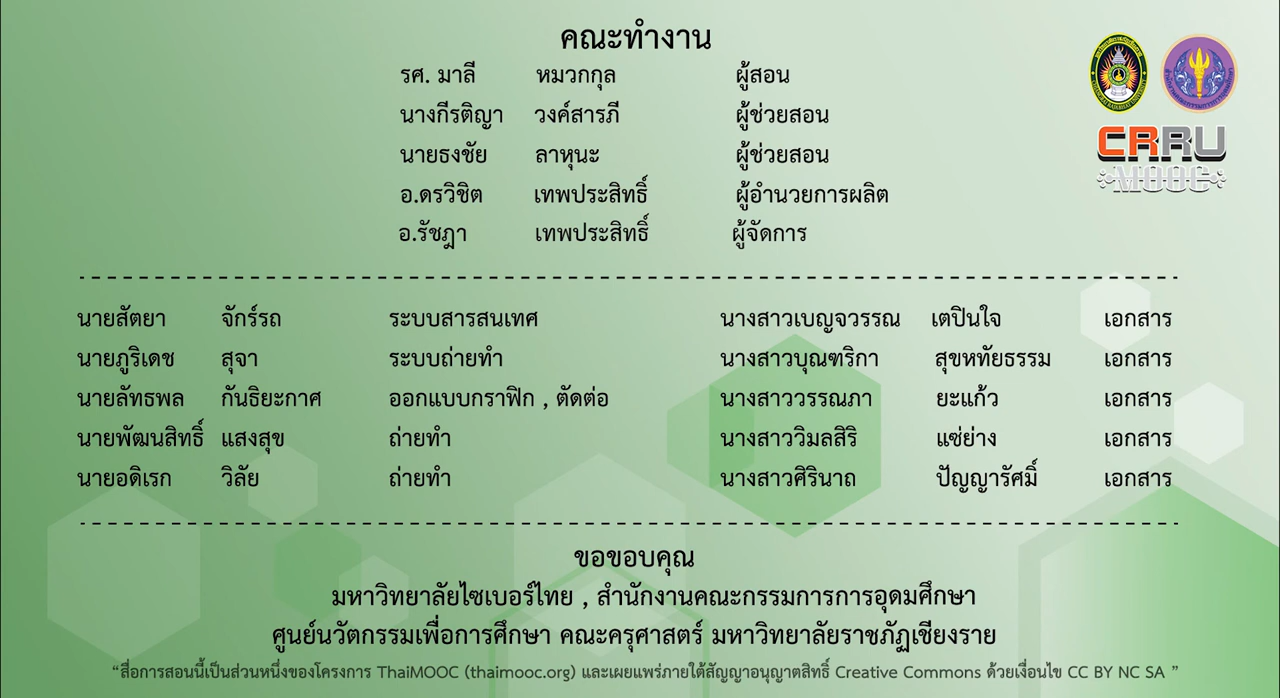 คณะทำงาน
รศ. มาลี หมวกกุล ผู้สอน
นางกีรติญา วงค์สารภี ผู้ช่วยสอน
นายธงชัย ลาหุนะ ผู้ช่วยสอน
อ.ดรวิชิต เทพประสิทธิ์ ผู้อำนวยการผลิต
อ.รัชฎา เทพประสิทธิ์ ผู้จัดการ
CRRU
MOOC
นายสัตยา จักร์รถ ระบบสารสนเทศ นางสาวเบญจวรรณ เตปินใจ เอกสาร
นายภูริเดช สุจา ระบบถ่ายทำ นางสาวบุณฑริกา สุขหทัยธรรม เอกสาร
นายลัทธพล กันธิยะกาศ ออกแบบกราฟิก , ตัดต่อ นางสาววรรณภา ยะแก้ว เอกสาร
นายพัฒนสิทธิ์ แสงสุข ถ่ายทำ นางสาววิมลสิริ แซ่ย่าง เอกสาร
นายอดิเรก วิลัย ถ่ายทำ นางสาวศิรินาถ ปัญญารัศมิ์ เอกสาร
ขอขอบคุณ
มหาวิทยาลัยไซเบอร์ไทย , สำนักงานคณะกรรมการการอุดมศึกษา
ศูนย์นวัตกรรมเพื่อการศึกษา คณะครุศาสตร์ มหาวิทยาลัยราชภัฏเชียงราย
“สื่อการสอนนี้เป็นส่วนหนึ่งของโครงการ ThaiMOOC (thaimooc.org) และเผยแพร่ภายใต้สัญญาอนุญาตสิทธิ์ Creative Commons ด้วยเงื่อนไข CC BY NC SA ”